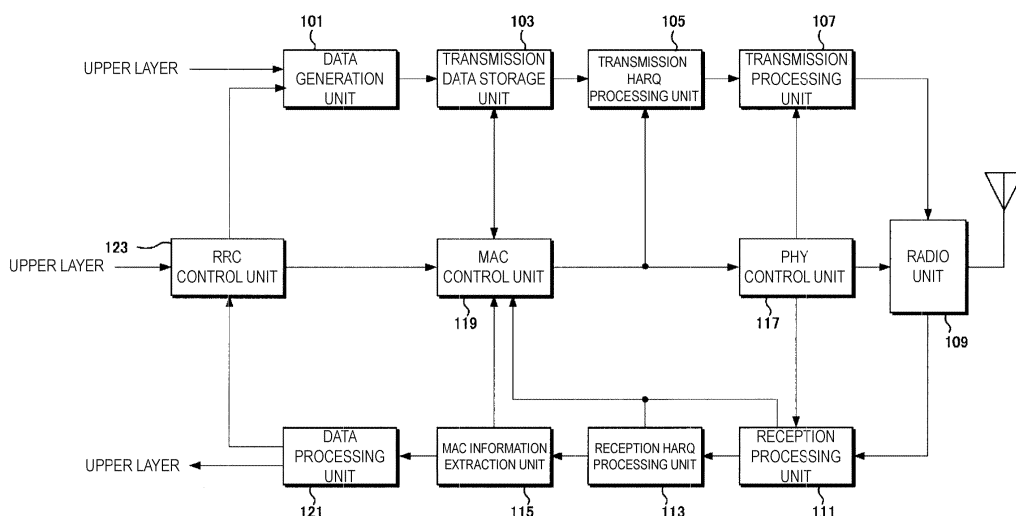 101
103
105
107
UPPER LAYER
DATA
GENERATION
UNIT
TRANSMISSION
DATA STORAGE
UNIT
TRANSMISSION
HARQ
PROCESSING UNIT
TRANSMISSION
PROCESSING
UNIT
123
UPPER LAYER
RRC
CONTROL UNIT
MAC
CONTROL UNIT
119
PHY
CONTROL UNIT
117
RADIO
UNIT
109
UPPER LAYER
DATA
PROCESSING
UNIT
121
MAC INFORMATION
EXTRACTION UNIT
115
RECEPTION HARQ
PROCESSING UNIT
113
RECEPTION
PROCESSING
UNIT
111